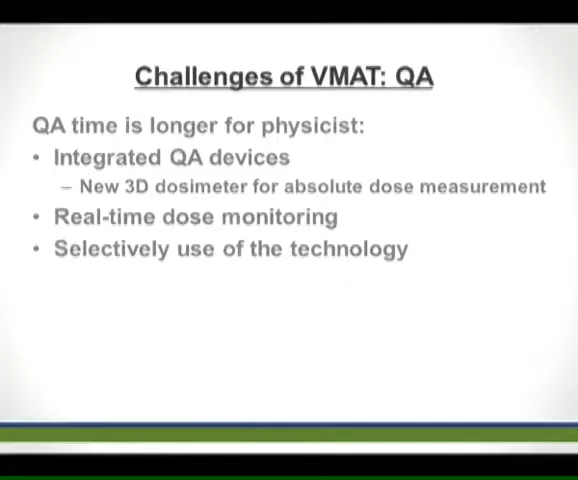 Challenges of VMAT: QA
QA time is longer for physicist:
• Integrated QA devices
– New 3D dosimeter for absolute dose measurement
• Real-time dose monitoring
• Selectively use of the technology